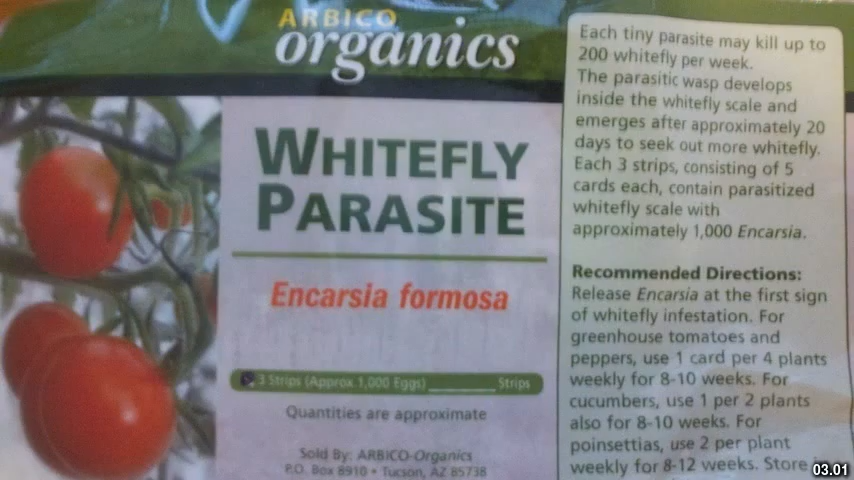 ARBICO
organics
WHITEFLY
PARASITE
Encarsia formosa
3 Strips (Approx 1,000 Eggs)________Strips
Quantities are approximate
Sold By: ARBICO-Organics
P.O. Box 8910 • Tucson, AZ 85738
Each tiny parasite may kill up to
200 whitefly per week.
The parasitic wasp develops
inside the whitefly scale and
emerges after approximately 20
days to seek out more whitefly.
Each 3 strips, consisting of 5
cards each, contain parasitized
whitefly scale with
approximately 1,000 Encarsia.
Recommended Directions:
Release Encarsia at the first sign
of whitefly infestation. For
greenhouse tomatoes and
peppers, use 1 card per 4 plants
weekly for 8-10 weeks. For
cucumbers, use 1 per 2 plants
also for 8-10 weeks. For
poinsettias, use 2 per plant
weekly for 8-12 weeks. Store
03.01